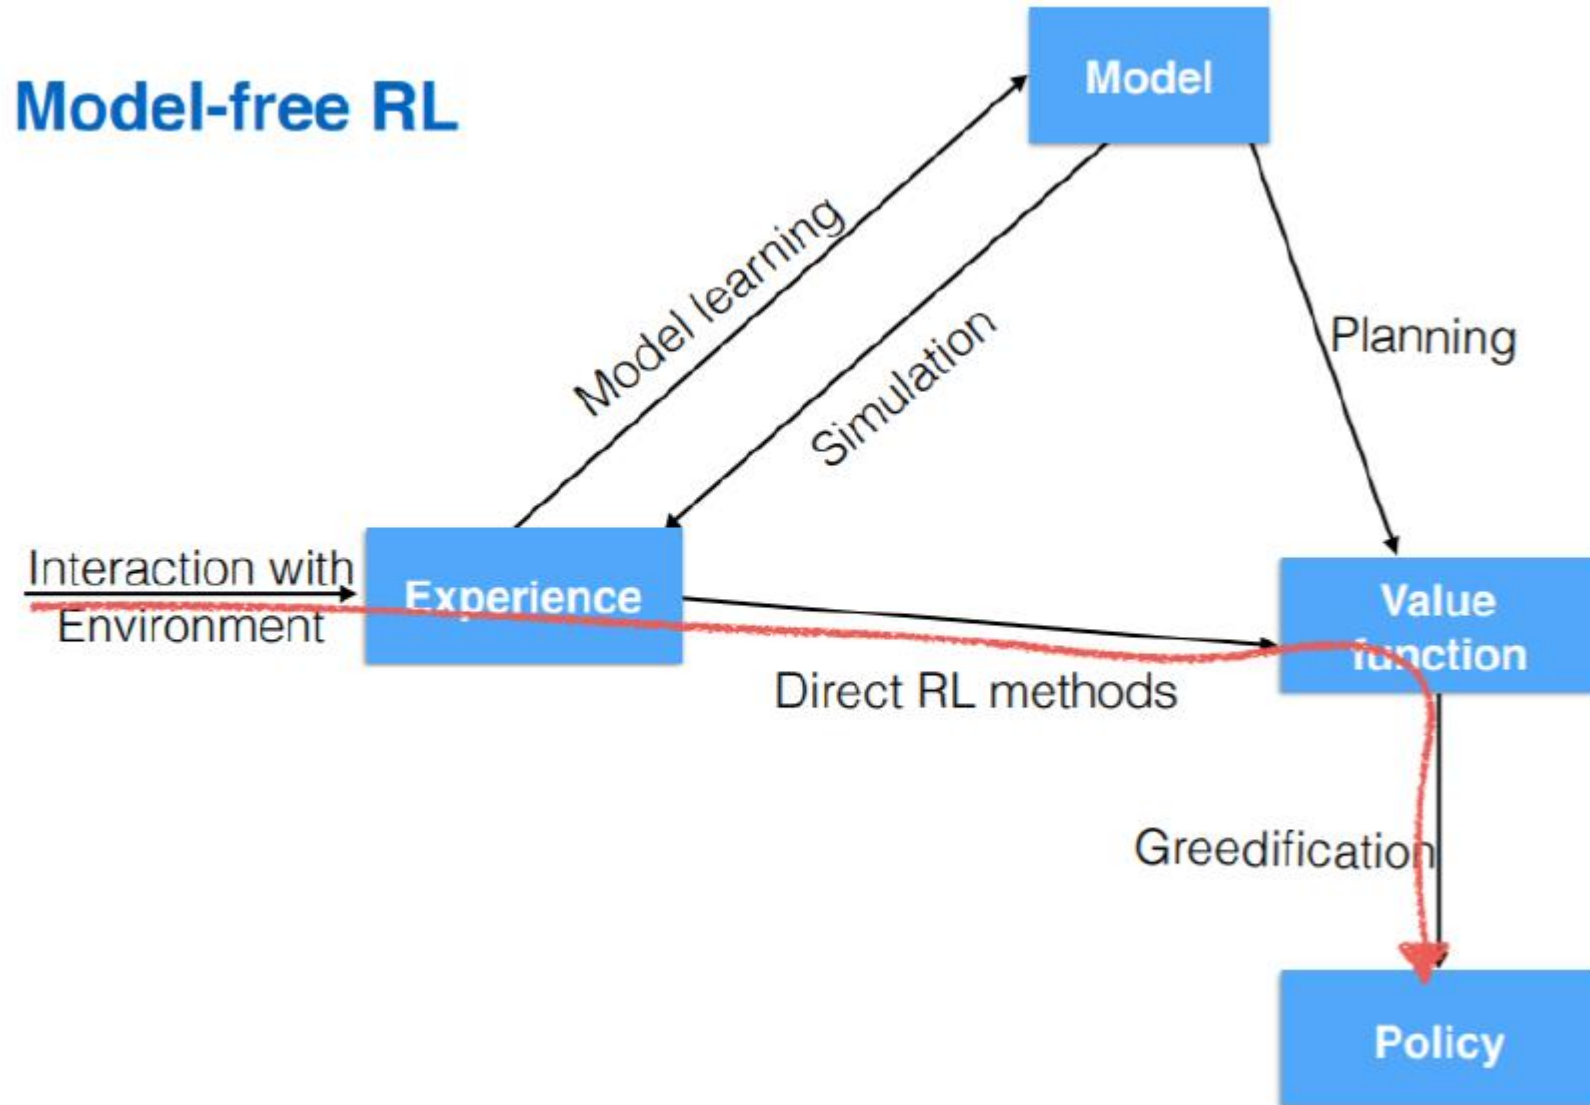 Model-free RL
Model
Model learning
Simulation
Planning
Interaction with
Environment
Experience
Value
function
Direct RL methods
Greedification
Policy